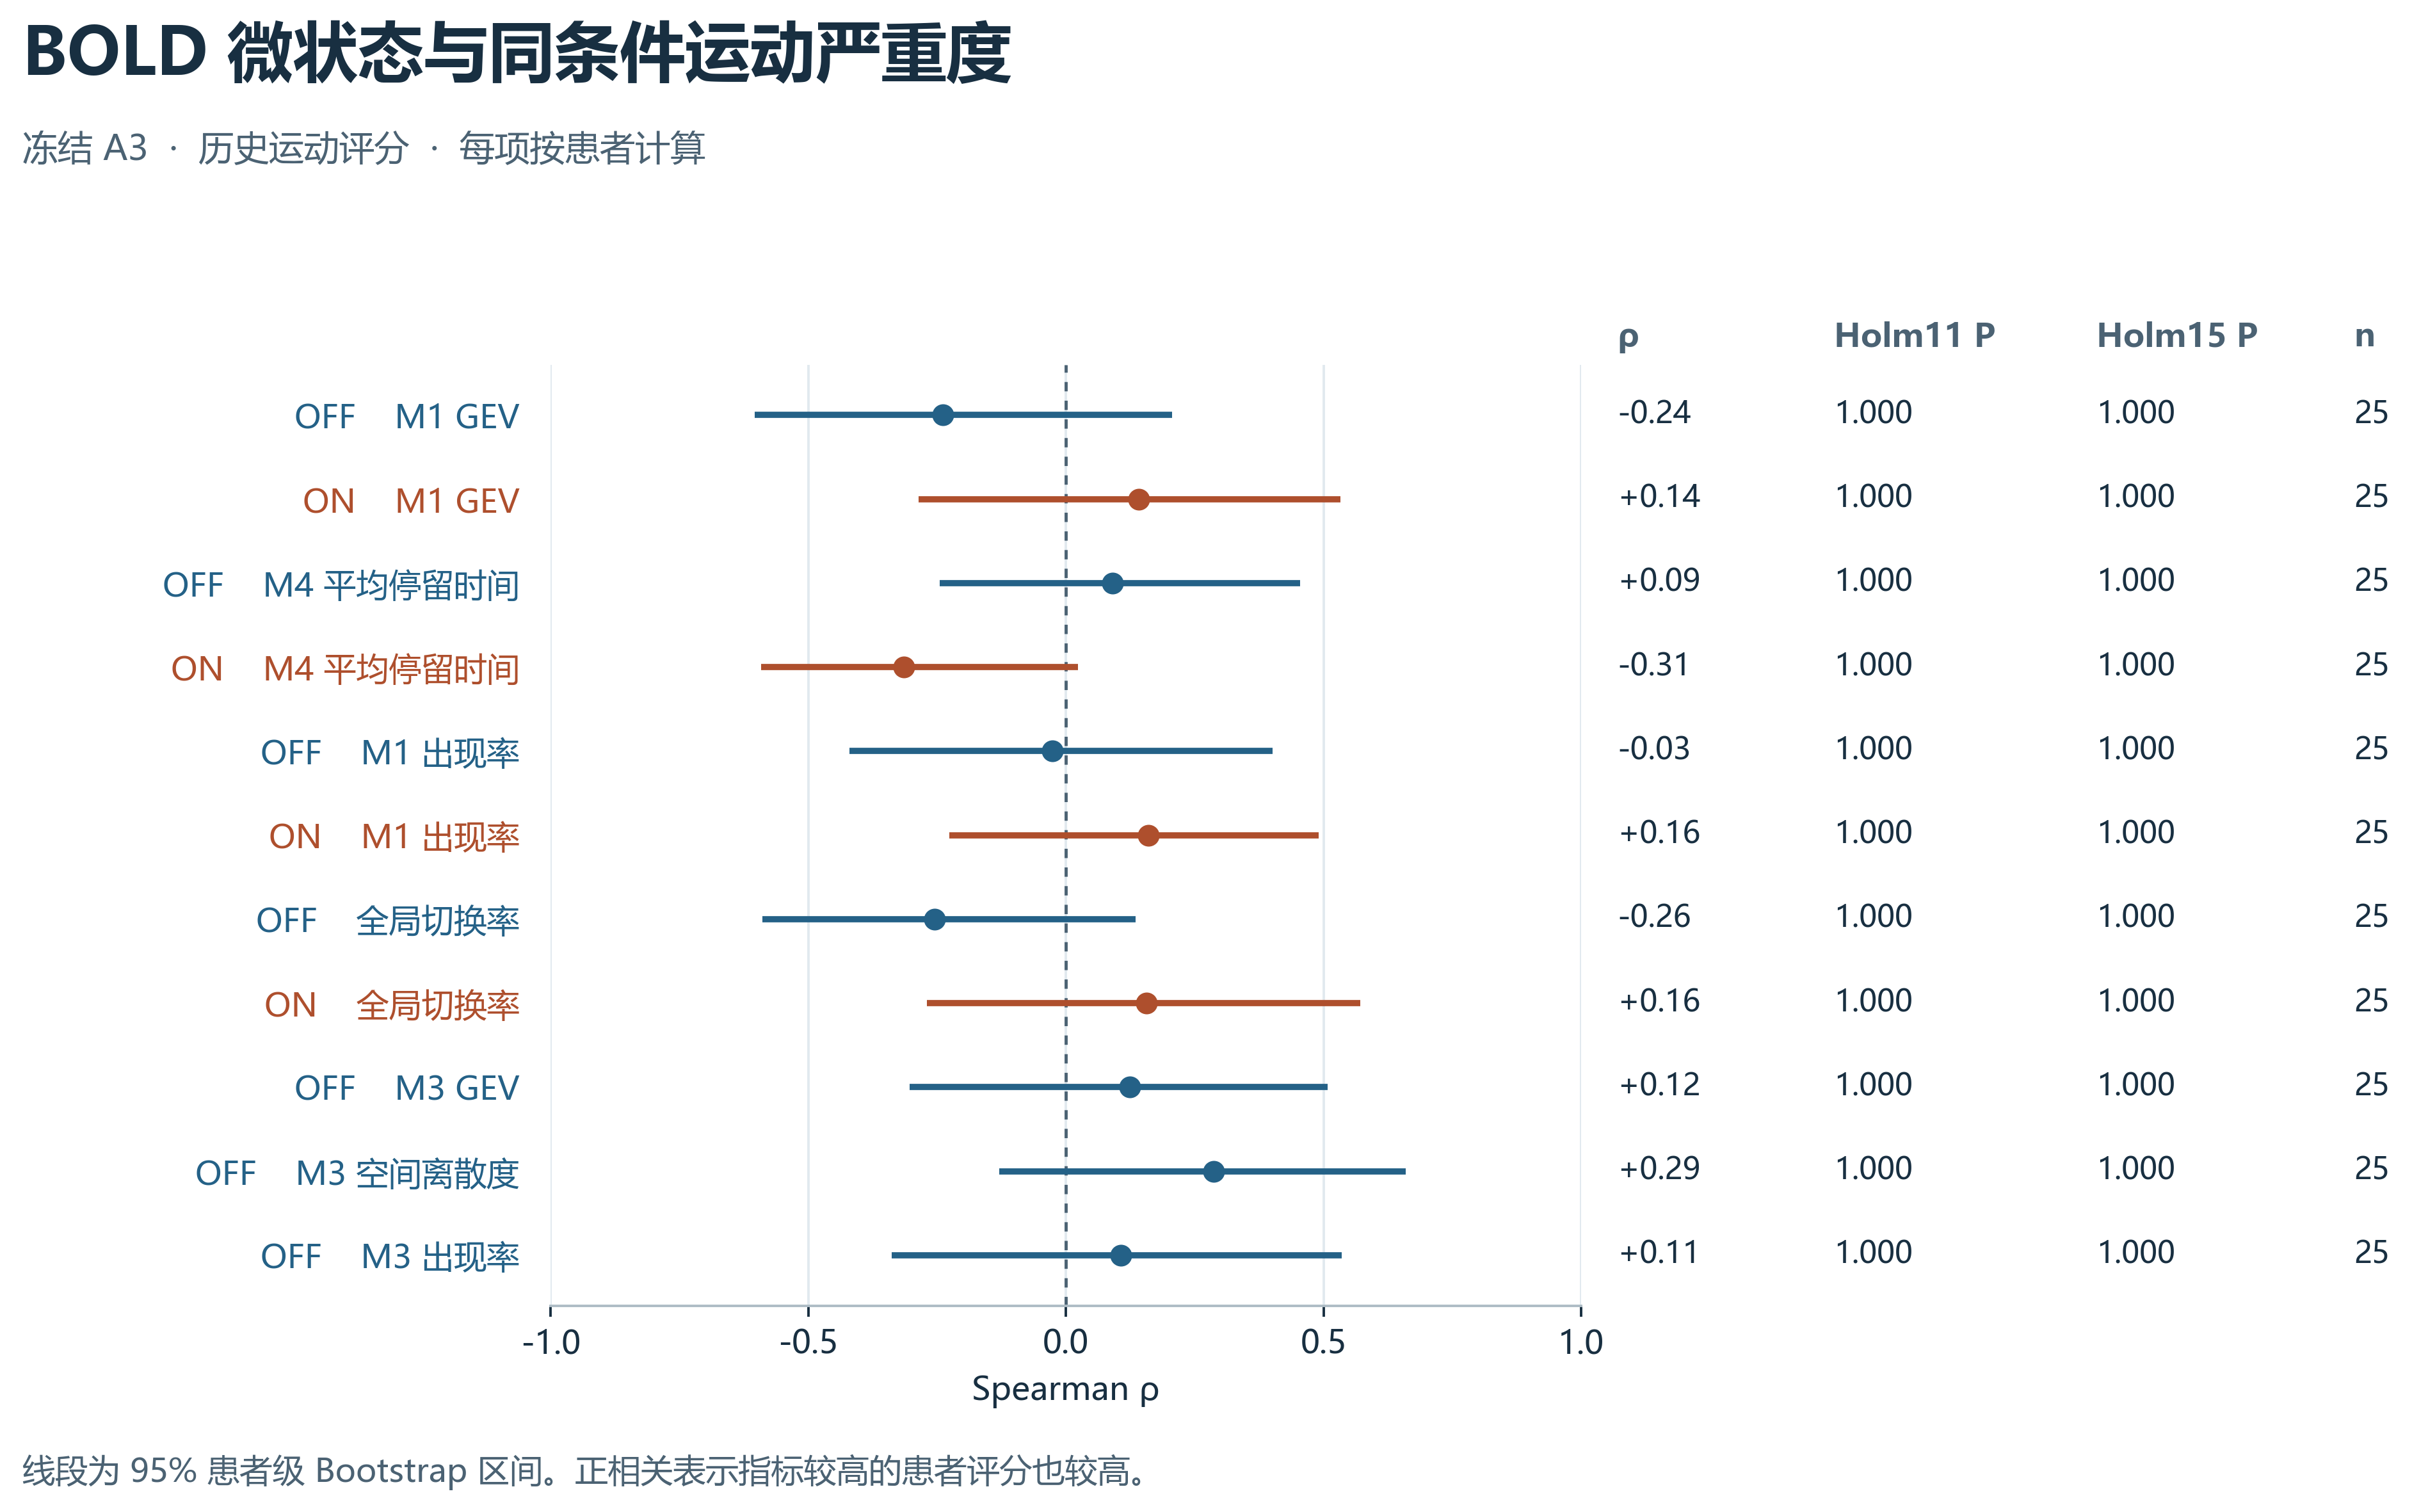 BOLD 微状态与同条件运动严重度
冻结 A3 · 历史运动评分 · 每项按患者计算
ρ Holm11 P Holm15 P n
OFF M1 GEV -0.24 1.000 1.000 25
ON M1 GEV +0.14 1.000 1.000 25
OFF M4 平均停留时间 +0.09 1.000 1.000 25
ON M4 平均停留时间 -0.31 1.000 1.000 25
OFF M1 出现率 -0.03 1.000 1.000 25
ON M1 出现率 +0.16 1.000 1.000 25
OFF 全局切换率 -0.26 1.000 1.000 25
ON 全局切换率 +0.16 1.000 1.000 25
OFF M3 GEV +0.12 1.000 1.000 25
OFF M3 空间离散度 +0.29 1.000 1.000 25
OFF M3 出现率 +0.11 1.000 1.000 25
-1.0 -0.5 0.0 0.5 1.0
Spearman ρ
线段为 95% 患者级 Bootstrap 区间。正相关表示指标较高的患者评分也较高。